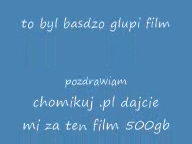 to byl basdzo glupi film
pozdraWiam
chomikuj .pl dajcie
mi za ten film 500gb